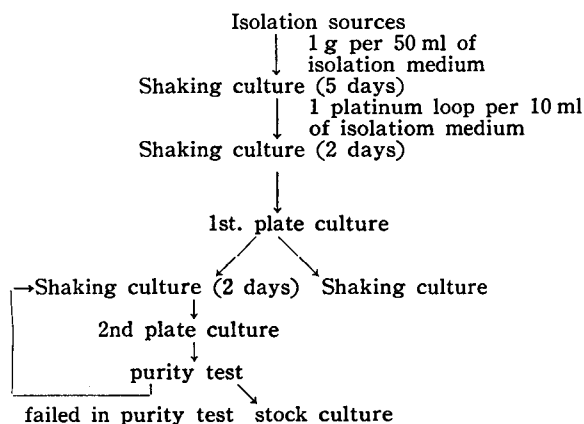 Isolation sources
1 g per 50 ml of
isolation medium
Shaking culture (5 days)
1 platinum loop per 10 ml
of isolatiom medium
Shaking culture (2 days)
1st. plate culture
Shaking culture (2 days) Shaking culture
2nd plate culture
purity test
failed in purity test stock culture